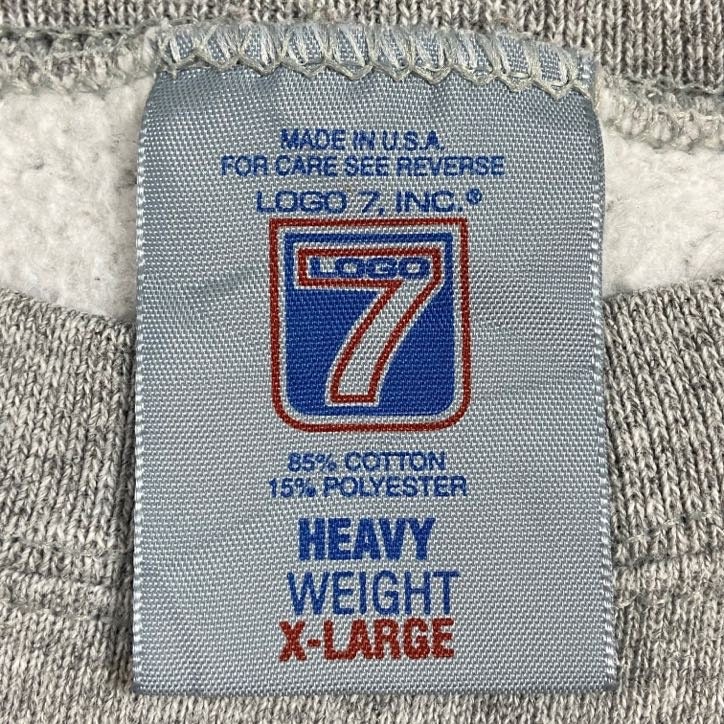 MADE IN U.S.A.
FOR CARE SEE REVERSE
LOGO 7, INC.®
LOGO
7
85% COTTON
15% POLYESTER
HEAVY
WEIGHT
X-LARGE